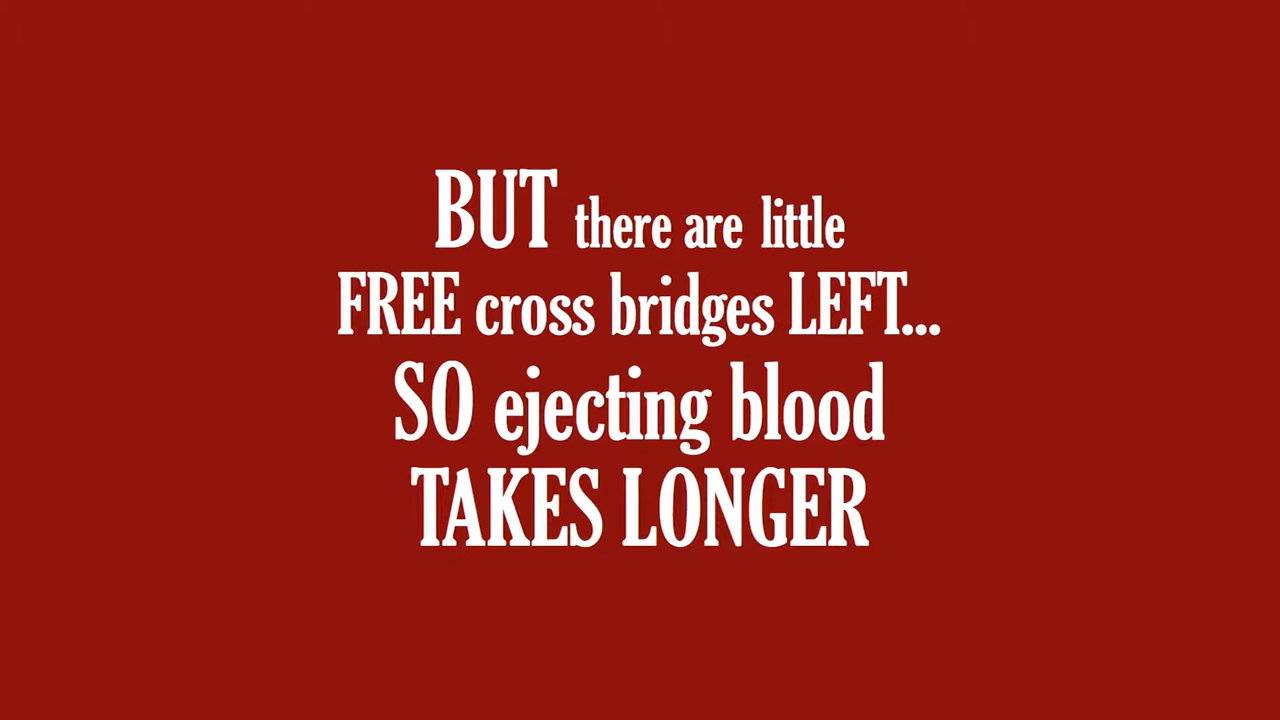 BUT there are little
FREE cross bridges LEFT...
SO ejecting blood
TAKES LONGER